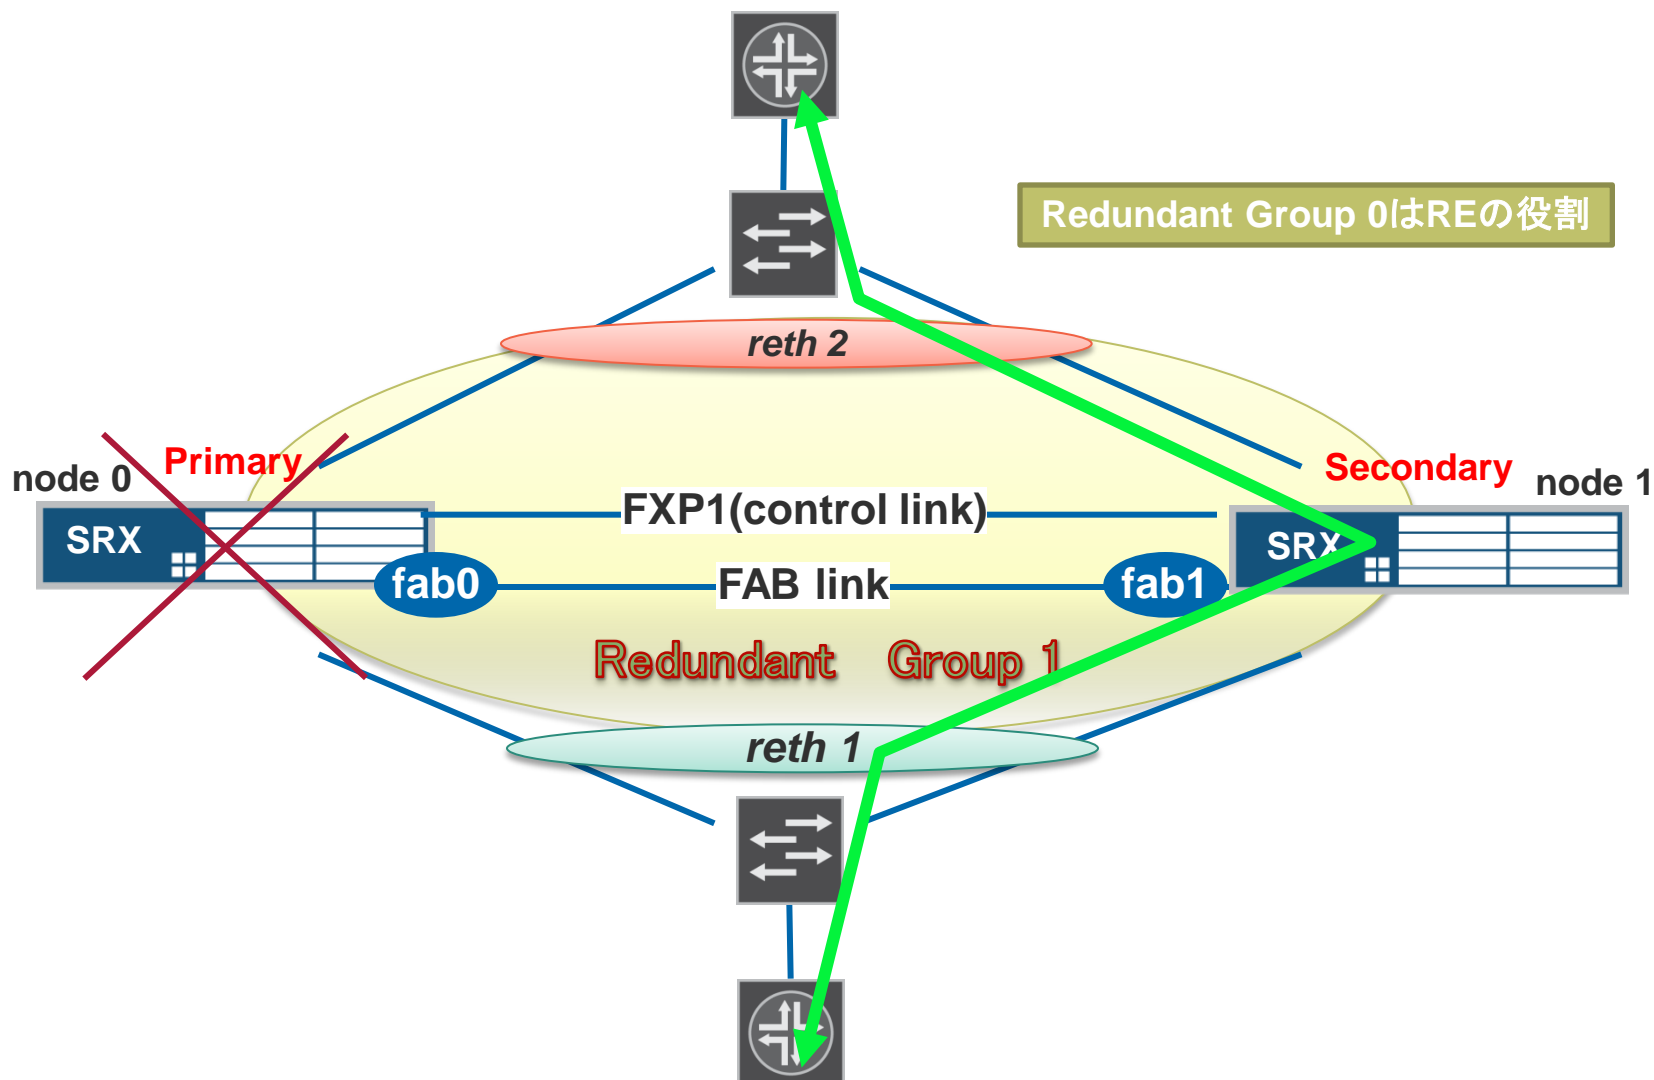 Redundant Group 0はREの役割
reth 2
Primary
Secondary
node 0
node 1
FXP1(control link)
SRX
SRX
fab0
FAB link
fab1
Redundant　Group 1
reth 1